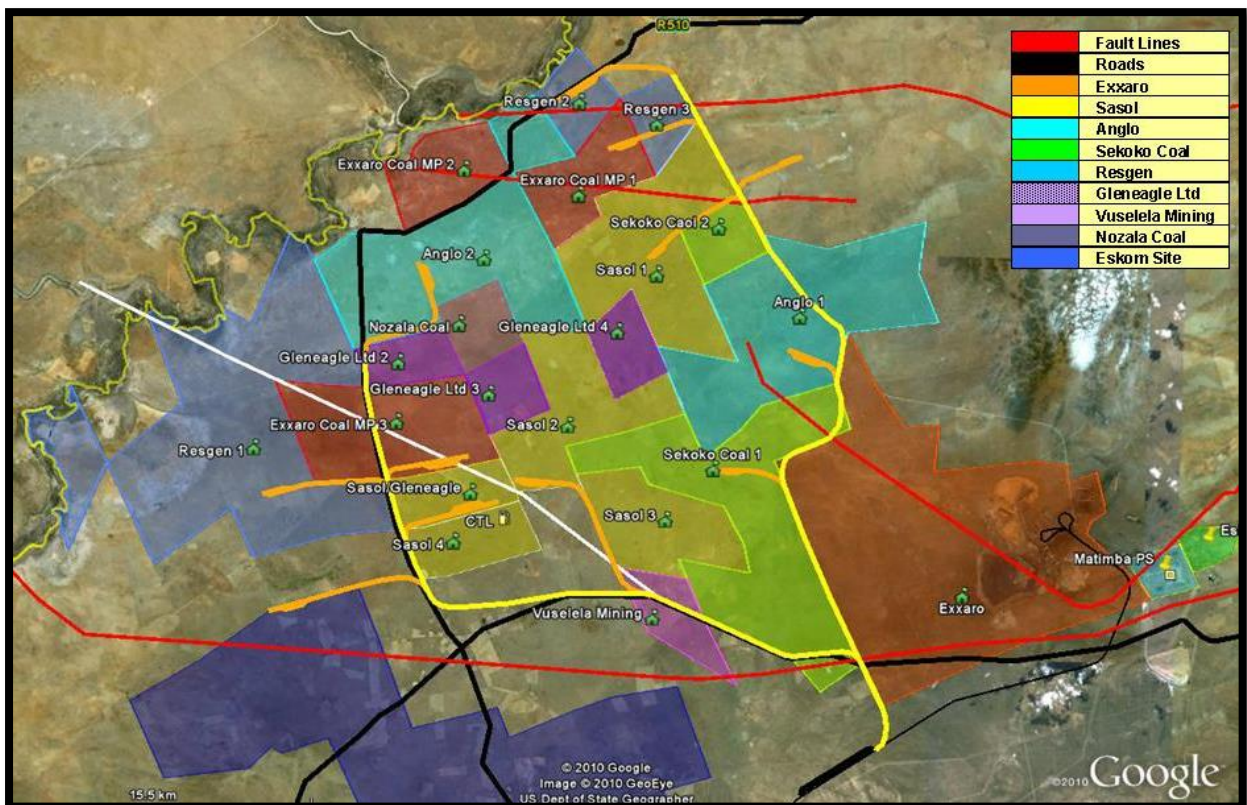 R510
Fault Lines
Roads
Exxaro
Sasol
Anglo
Sekoko Coal
Resgen
Gleneagle Ltd
Vuselela Mining
Nozala Coal
Eskom Site
Resgen 2
Resgen 3
Exxaro Coal MP 2
Exxaro Coal MP 1
Sekoko Caol 2
Anglo 2
Sasol 1
Anglo 1
Nozala Coal
Gleneagle Ltd 4
Gleneagle Ltd 2
Gleneagle Ltd 3
Exxaro Coal MP 3
Sasol 2
Resgen 1
Sekoko Coal 1
Sasol Gleneagle
CTL
Sasol 3
Sasol 4
Es
Matimba PS
Exxaro
Vuselela Mining
© 2010 Google
Image © 2010 GeoEye
US Dept of State Geographer
15.5 km
©2010 Google